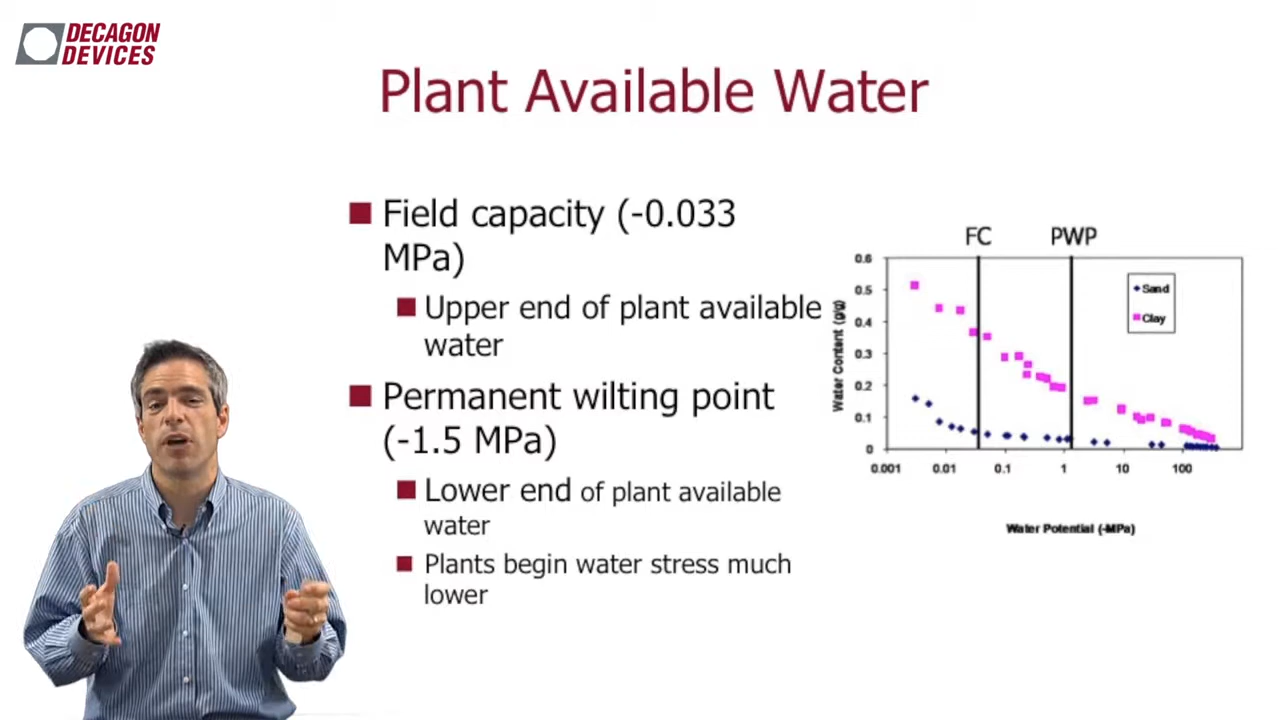 DECAGON
DEVICES
Plant Available Water
Field capacity (-0.033
MPa)
Upper end of plant available
water
Permanent wilting point
(-1.5 MPa)
Lower end of plant available
water
Plants begin water stress much
lower
FC
PWP
0.6
0.5
0.4
0.3
0.2
0.1
0
Water Content (g/g)
Sand
Clay
0.001
0.01
0.1
1
10
100
Water Potential (-MPa)